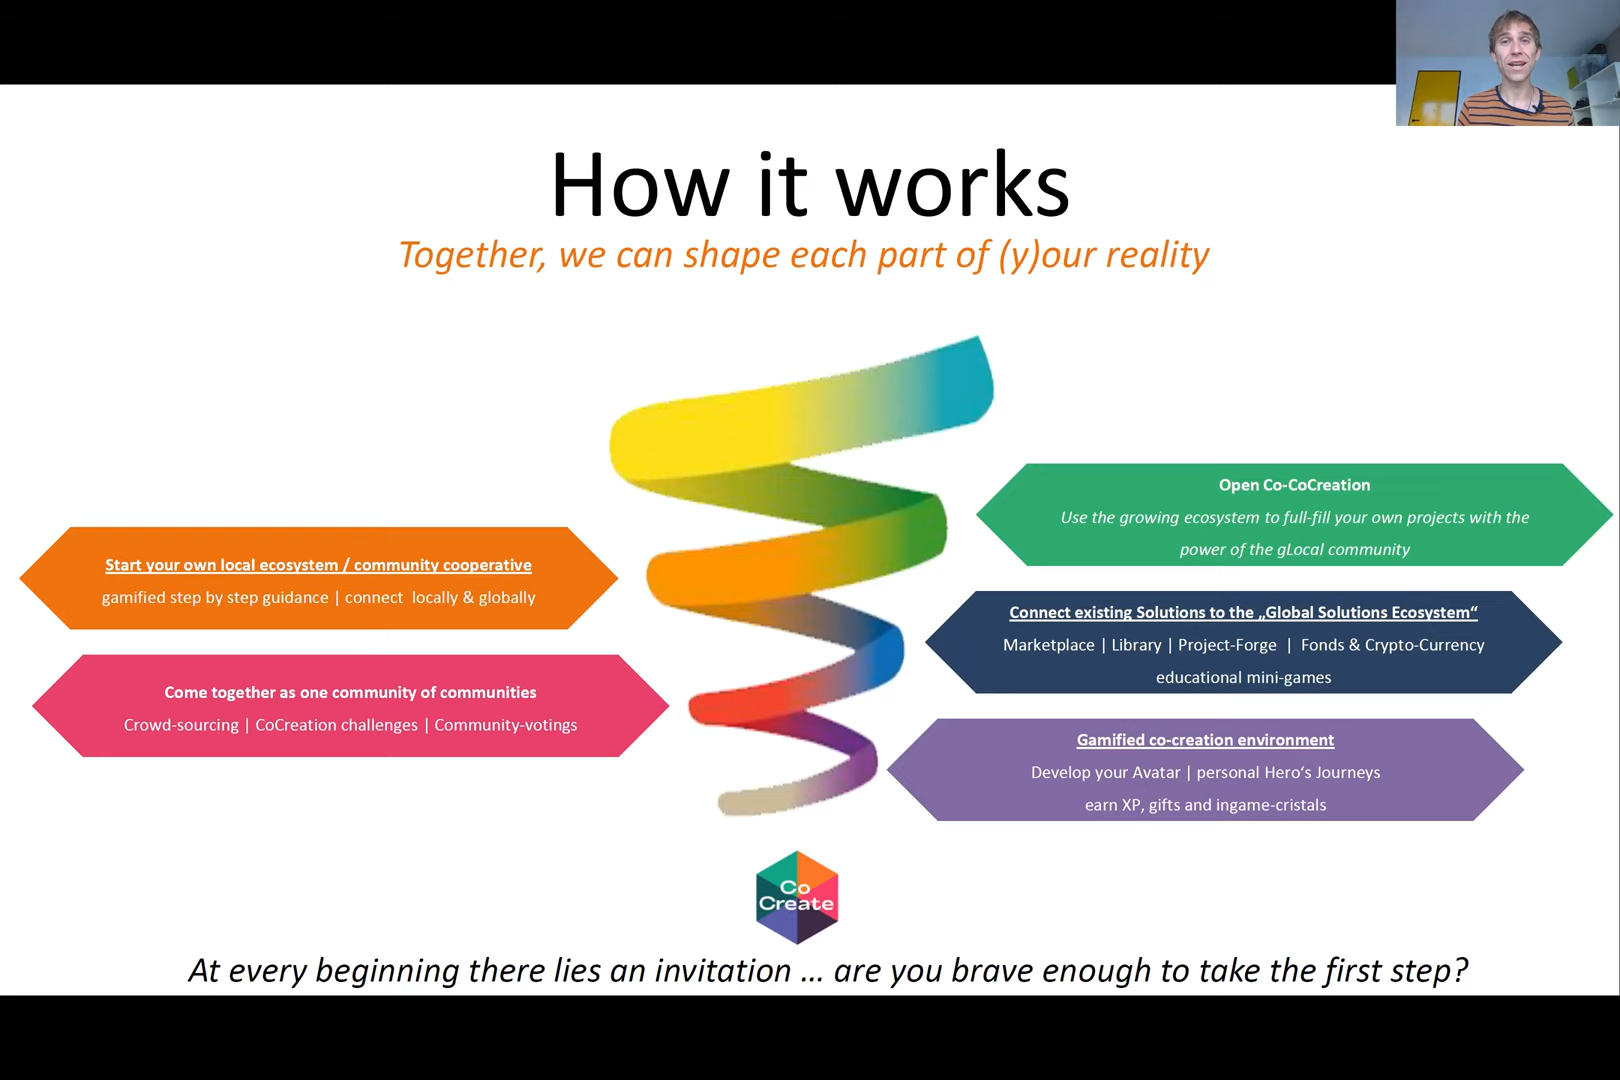 How it works
Together, we can shape each part of (y)our reality
Open Co-CoCreation
Use the growing ecosystem to full-fill your own projects with the
power of the gLocal community
Start your own local ecosystem / community cooperative
gamified step by step guidance | connect locally & globally
Connect existing Solutions to the „Global Solutions Ecosystem“
Marketplace | Library | Project-Forge | Fonds & Crypto-Currency
educational mini-games
Come together as one community of communities
Crowd-sourcing | CoCreation challenges | Community-votings
Gamified co-creation environment
Develop your Avatar | personal Hero‘s Journeys
earn XP, gifts and ingame-cristals
Co
Create
At every beginning there lies an invitation ... are you brave enough to take the first step?